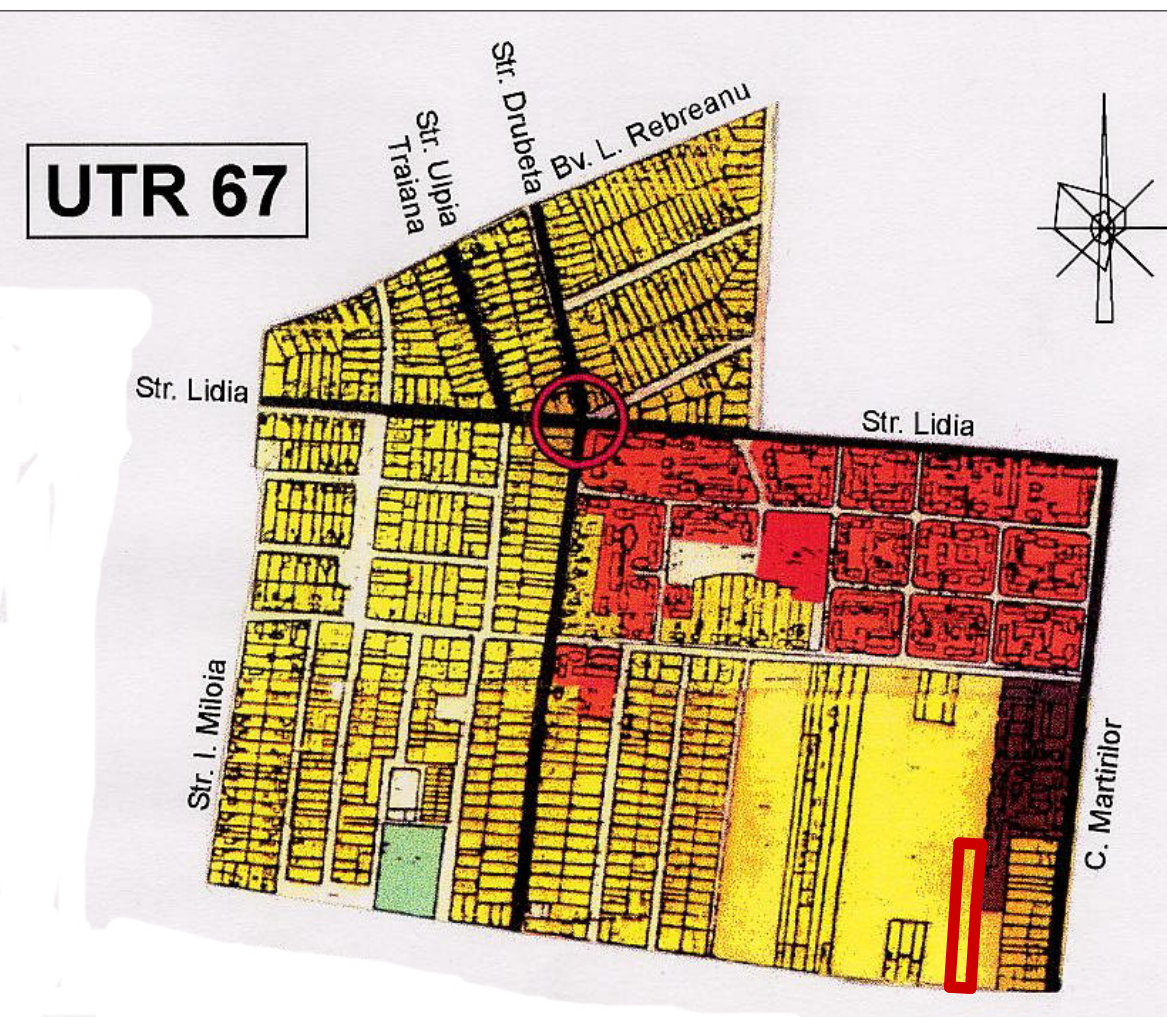 Str. Drubeta
Bv. L. Rebreanu
Str. Ulpia
Traiana
UTR 67
Str. Lidia
Str. Lidia
Str. I. Miloia
C. Martirilor